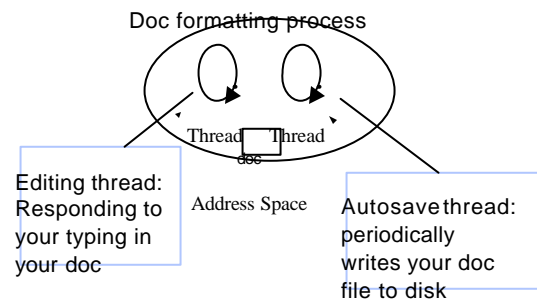 Doc formatting process
Thread Thread
doc
Address Space
Editing thread:
Responding to
your typing in
your doc
Autosave thread:
periodically
writes your doc
file to disk